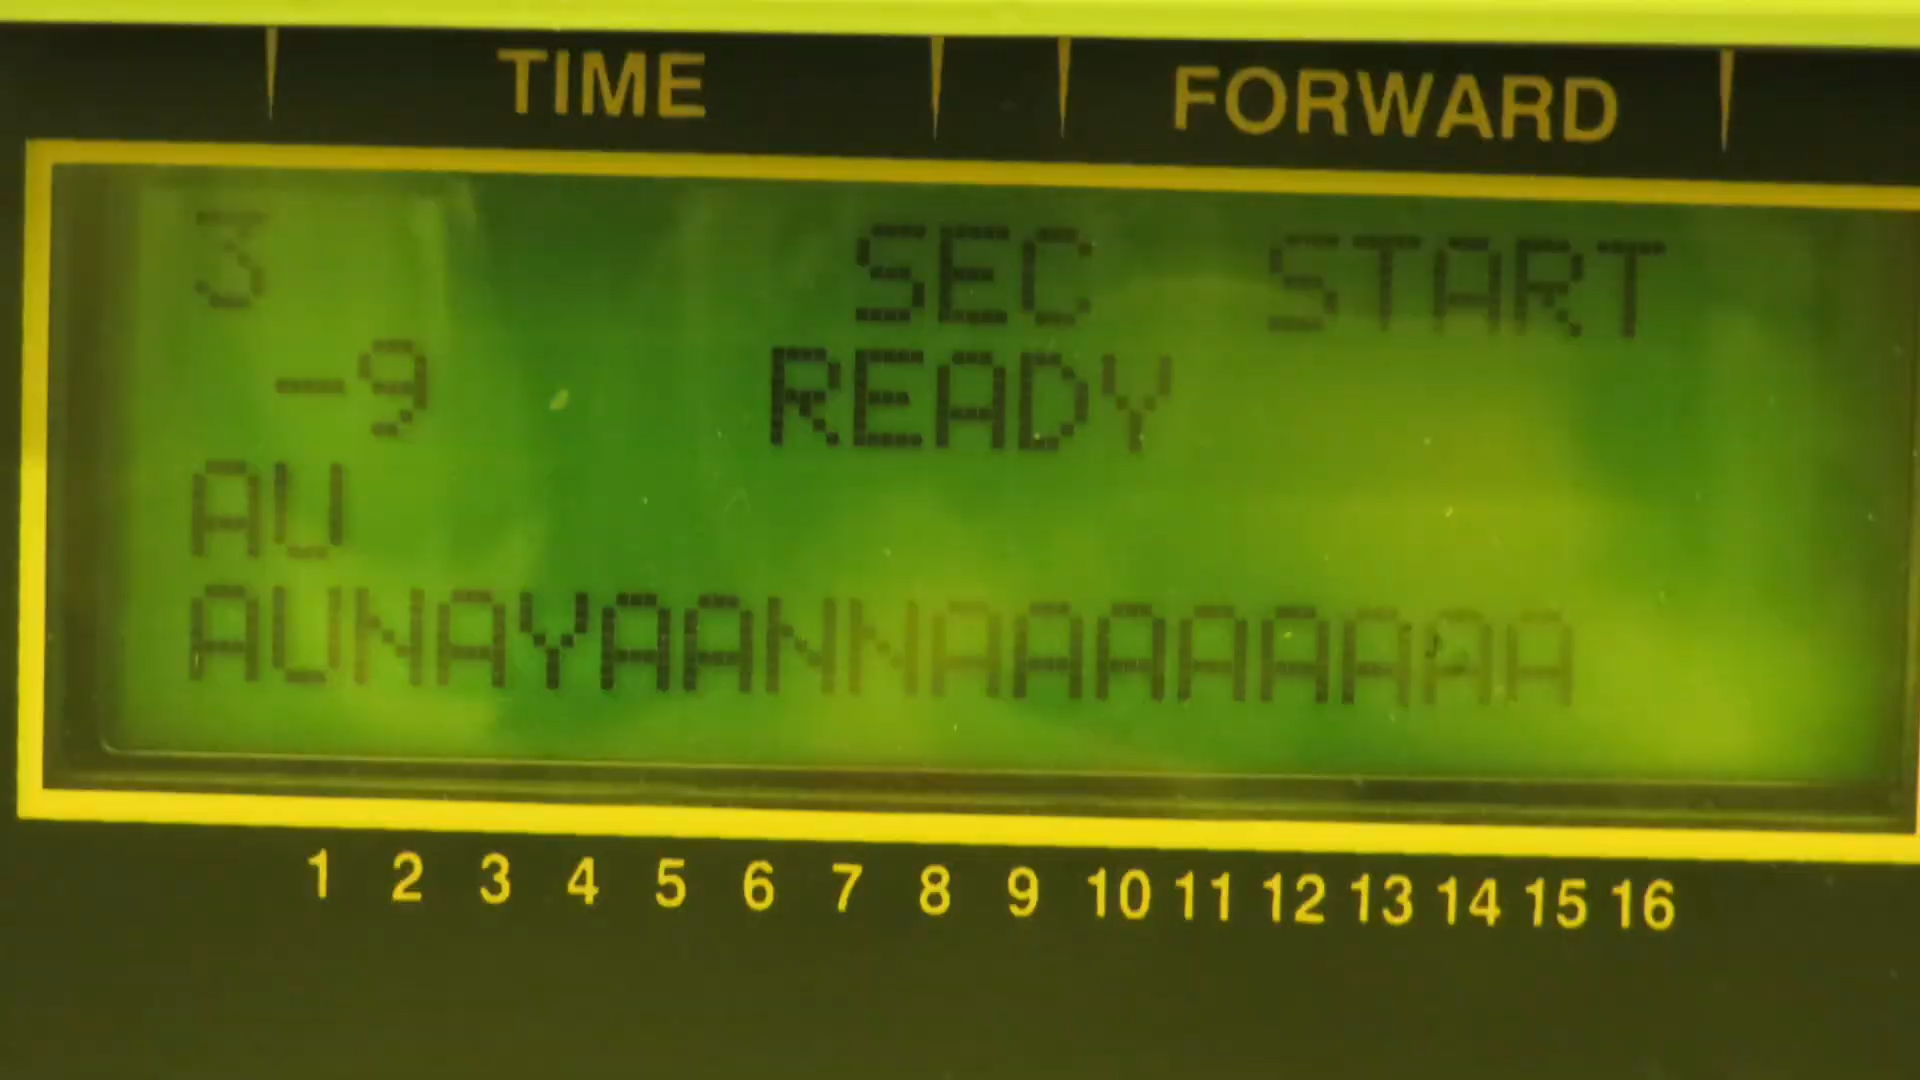 TIME FORWARD
3 SEC START
-9 READY
AU
AUNAYAANNAAAAAAAA
1 2 3 4 5 6 7 8 9 10 11 12 13 14 15 16